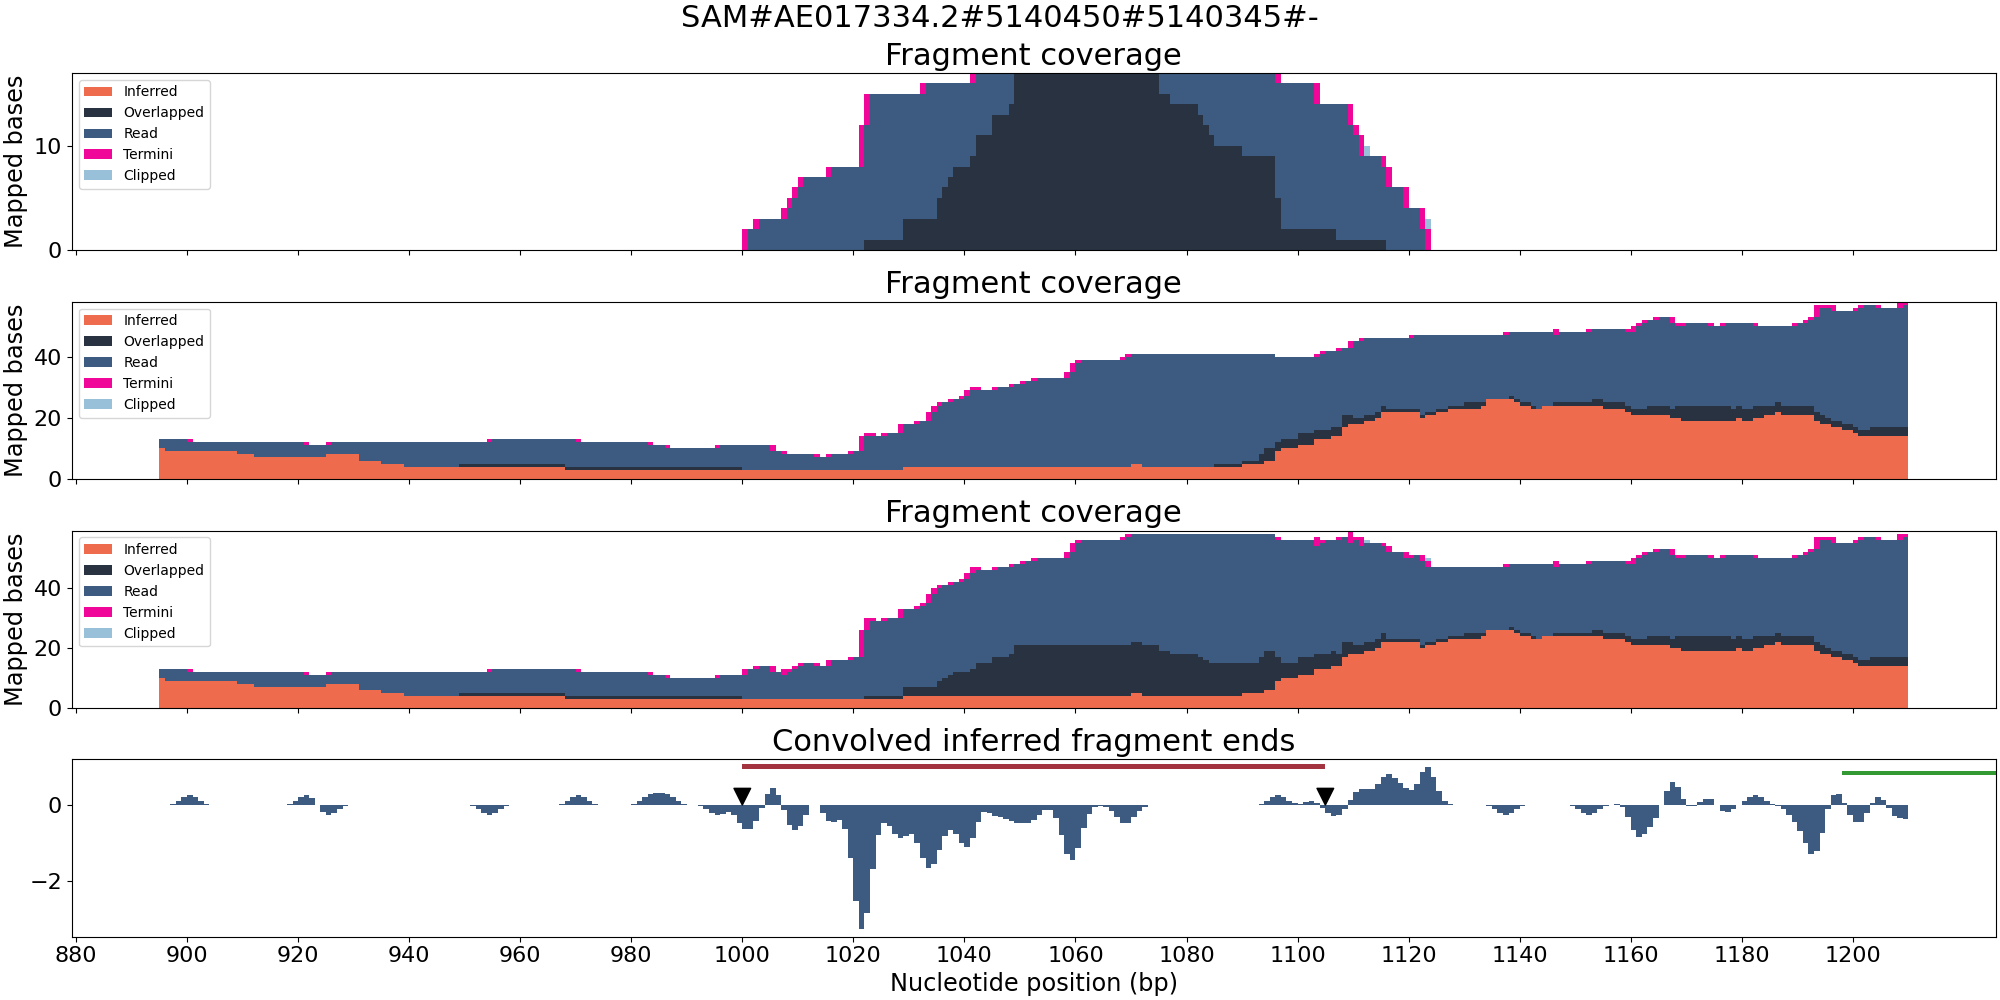 SAM#AE017334.2#5140450#5140345#-
Fragment coverage
Mapped bases
10
0
Inferred
Overlapped
Read
Termini
Clipped
Fragment coverage
Mapped bases
40
20
0
Inferred
Overlapped
Read
Termini
Clipped
Fragment coverage
Mapped bases
40
20
0
Inferred
Overlapped
Read
Termini
Clipped
Convolved inferred fragment ends
0
−2
880 900 920 940 960 980 1000 1020 1040 1060 1080 1100 1120 1140 1160 1180 1200
Nucleotide position (bp)